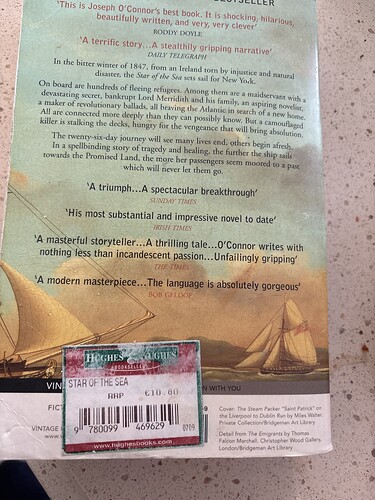 BESTSELLER
'This is Joseph O'Connor's best book. It is shocking, hilarious,
beautifully written, and very, very clever'
RODDY DOYLE
'A terrific story...A stealthily gripping narrative'
DAILY TELEGRAPH
In the bitter winter of 1847, from an Ireland torn by injustice and natural
disaster, the Star of the Sea sets sail for New York.
On board are hundreds of fleeing refugees. Among them are a maidservant with a
devastating secret, bankrupt Lord Merridith and his family, an aspiring novelist,
a maker of revolutionary ballads, all braving the Atlantic in search of a new home.
All are connected more deeply than they can possibly know. But a camouflaged
killer is stalking the decks, hungry for the vengeance that will bring absolution.
The twenty-six-day journey will see many lives end, others begin afresh.
In a spellbinding story of tragedy and healing, the further the ship sails
towards the Promised Land, the more her passengers seem moored to a past
which will never let them go.
'A triumph...A spectacular breakthrough'
SUNDAY TIMES
'His most substantial and impressive novel to date'
IRISH TIMES
'A masterful storyteller...A thrilling tale...O'Connor writes with
nothing less than incandescent passion...Unfailingly gripping'
THE TIMES
'A modern masterpiece...The language is absolutely gorgeous'
BOB GELDOF
HUGHES & HUGHES
BOOKSELLERS
STAR OF THE SEA
RRP €10.80
9 780099 469629 0709
www.hughesbooks.com
VIN
N WITH YOU
FICT
VINTAGE
www.v
9
Cover: The Steam Packer "Saint Patrick" on
the Liverpool to Dublin Run by Miles Walter.
Private Collection/Bridgeman Art Library
Detail from The Emigrants by Thomas
Falcon Marshall. Christopher Wood Gallery,
London/Bridgeman Art Library